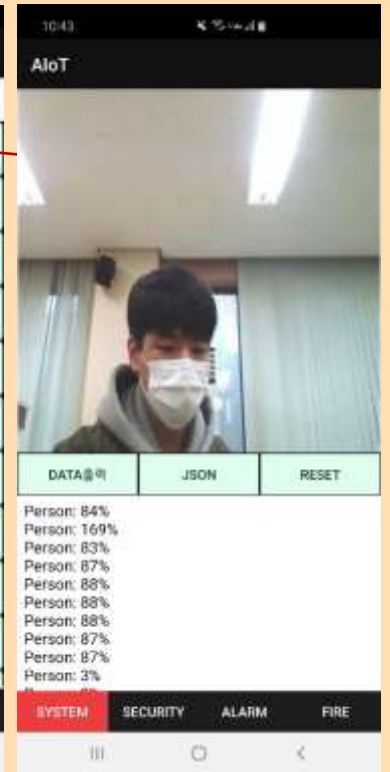 10:43
AIoT
DATA출력
JSON
RESET
Person: 84%
Person: 169%
Person: 83%
Person: 87%
Person: 88%
Person: 88%
Person: 88%
Person: 87%
Person: 87%
Person: 3%
SYSTEM
SECURITY
ALARM
FIRE